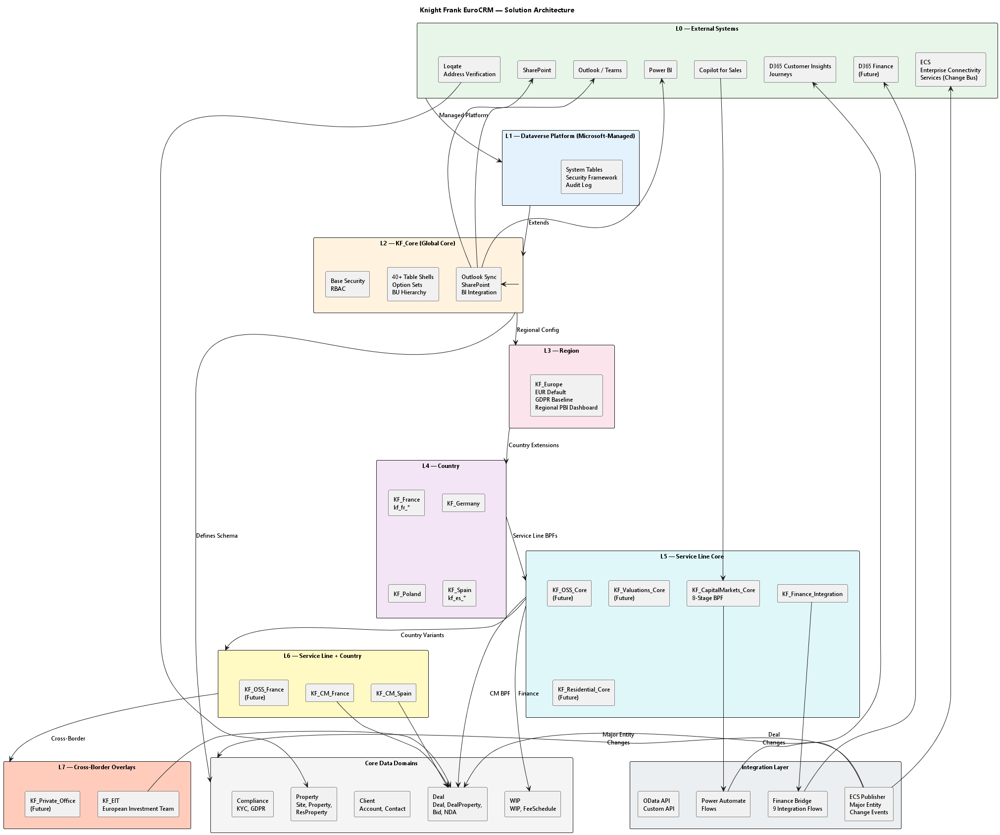 Knight Frank EuroCRM — Solution Architecture
L0 — External Systems
Loqate
Address Verification
SharePoint
Outlook / Teams
Power BI
Copilot for Sales
D365 Customer Insights
Journeys
D365 Finance
(Future)
ECS
Enterprise Connectivity
Services (Change Bus)
Managed Platform
L1 — Dataverse Platform (Microsoft-Managed)
System Tables
Security Framework
Audit Log
Extends
L2 — KF_Core (Global Core)
Base Security
RBAC
40+ Table Shells
Option Sets
BU Hierarchy
Outlook Sync
SharePoint
BI Integration
Regional Config
L3 — Region
KF_Europe
EUR Default
GDPR Baseline
Regional PBI Dashboard
Country Extensions
L4 — Country
KF_France
kf_fr_*
KF_Germany
KF_Poland
KF_Spain
kf_es_*
Defines Schema
Service Line BPFs
L5 — Service Line Core
KF_OSS_Core
(Future)
KF_Valuations_Core
(Future)
KF_CapitalMarkets_Core
8-Stage BPF
KF_Finance_Integration
KF_Residential_Core
(Future)
Country Variants
L6 — Service Line + Country
KF_OSS_France
(Future)
KF_CM_France
KF_CM_Spain
CM BPF
Finance
Cross-Border
Major Entity
Changes
Deal
Changes
L7 — Cross-Border Overlays
KF_Private_Office
(Future)
KF_EIT
European Investment Team
Core Data Domains
Compliance
KYC, GDPR
Property
Site, Property,
ResProperty
Client
Account, Contact
Deal
Deal, DealProperty,
Bid, NDA
WIP
WIP, FeeSchedule
Integration Layer
OData API
Custom API
Power Automate
Flows
Finance Bridge
9 Integration Flows
ECS Publisher
Major Entity
Change Events